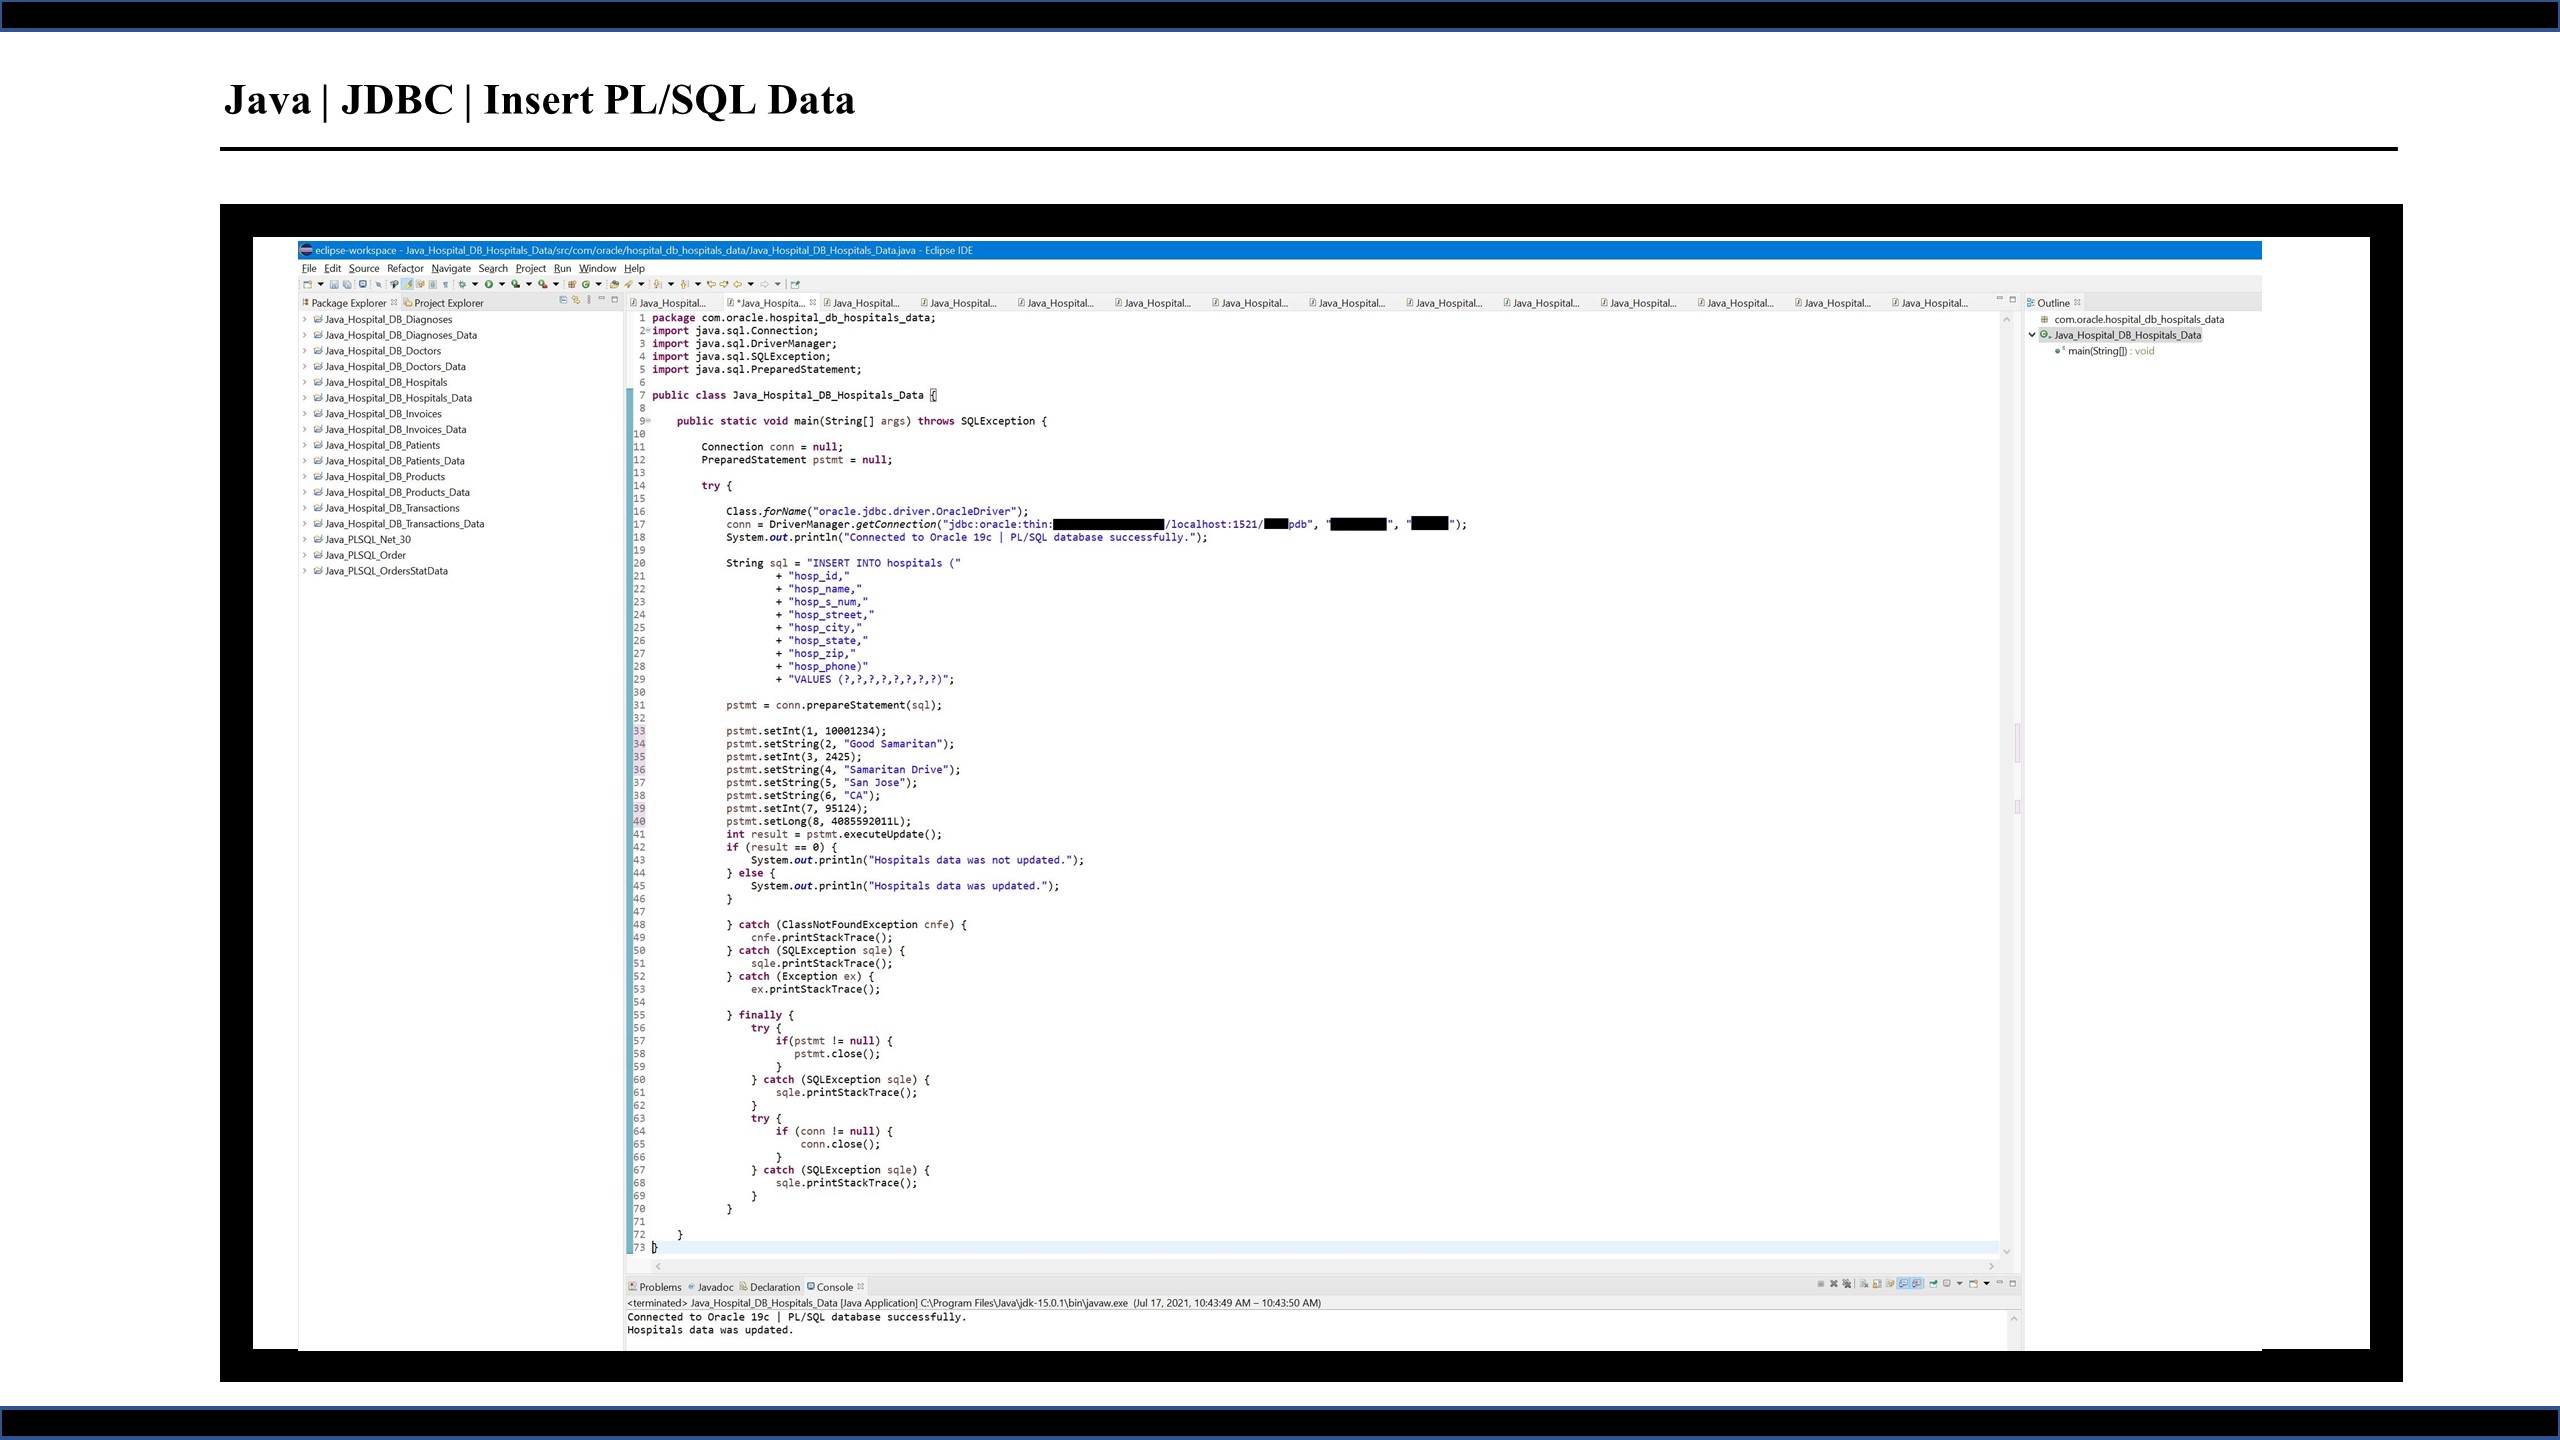 Java | JDBC | Insert PL/SQL Data
eclipse-workspace - Java_Hospital_DB_Hospitals_Data/src/com/oracle/hospital_db_hospitals_data/Java_Hospital_DB_Hospitals_Data.java - Eclipse IDE
File Edit Source Refactor Navigate Search Project Run Window Help
Package Explorer Project Explorer
Java_Hospital_DB_Diagnoses
Java_Hospital_DB_Diagnoses_Data
Java_Hospital_DB_Doctors
Java_Hospital_DB_Doctors_Data
Java_Hospital_DB_Hospitals
Java_Hospital_DB_Hospitals_Data
Java_Hospital_DB_Invoices
Java_Hospital_DB_Invoices_Data
Java_Hospital_DB_Patients
Java_Hospital_DB_Patients_Data
Java_Hospital_DB_Products
Java_Hospital_DB_Products_Data
Java_Hospital_DB_Transactions
Java_Hospital_DB_Transactions_Data
Java_PLSQL_Net_30
Java_PLSQL_Order
Java_PLSQL_OrdersStatData
Java_Hospital... *Java_Hospita... Java_Hospital... Java_Hospital... Java_Hospital... Java_Hospital... Java_Hospital... Java_Hospital... Java_Hospital... Java_Hospital... Java_Hospital... Java_Hospital... Java_Hospital... Java_Hospital...
1 package com.oracle.hospital_db_hospitals_data;
2 import java.sql.Connection;
3 import java.sql.DriverManager;
4 import java.sql.SQLException;
5 import java.sql.PreparedStatement;
6
7 public class Java_Hospital_DB_Hospitals_Data {
8
9 public static void main(String[] args) throws SQLException {
10
11 Connection conn = null;
12 PreparedStatement pstmt = null;
13
14 try {
15
16 Class.forName("oracle.jdbc.driver.OracleDriver");
17 conn = DriverManager.getConnection("jdbc:oracle:thin: /localhost:1521/ pdb", " ", " ");
18 System.out.println("Connected to Oracle 19c | PL/SQL database successfully.");
19
20 String sql = "INSERT INTO hospitals ("
21 + "hosp_id,"
22 + "hosp_name,"
23 + "hosp_s_num,"
24 + "hosp_street,"
25 + "hosp_city,"
26 + "hosp_state,"
27 + "hosp_zip,"
28 + "hosp_phone)"
29 + "VALUES (?,?,?,?,?,?,?,?)";
30
31 pstmt = conn.prepareStatement(sql);
32
33 pstmt.setInt(1, 10001234);
34 pstmt.setString(2, "Good Samaritan");
35 pstmt.setInt(3, 2425);
36 pstmt.setString(4, "Samaritan Drive");
37 pstmt.setString(5, "San Jose");
38 pstmt.setString(6, "CA");
39 pstmt.setInt(7, 95124);
40 pstmt.setLong(8, 4085592011L);
41 int result = pstmt.executeUpdate();
42 if (result == 0) {
43 System.out.println("Hospitals data was not updated.");
44 } else {
45 System.out.println("Hospitals data was updated.");
46 }
47
48 } catch (ClassNotFoundException cnfe) {
49 cnfe.printStackTrace();
50 } catch (SQLException sqle) {
51 sqle.printStackTrace();
52 } catch (Exception ex) {
53 ex.printStackTrace();
54
55 } finally {
56 try {
57 if(pstmt != null) {
58 pstmt.close();
59 }
60 } catch (SQLException sqle) {
61 sqle.printStackTrace();
62 }
63 try {
64 if (conn != null) {
65 conn.close();
66 }
67 } catch (SQLException sqle) {
68 sqle.printStackTrace();
69 }
70 }
71
72 }
73 }
Outline
com.oracle.hospital_db_hospitals_data
Java_Hospital_DB_Hospitals_Data
main(String[]) : void
Problems Javadoc Declaration Console
<terminated> Java_Hospital_DB_Hospitals_Data [Java Application] C:\Program Files\Java\jdk-15.0.1\bin\javaw.exe (Jul 17, 2021, 10:43:49 AM – 10:43:50 AM)
Connected to Oracle 19c | PL/SQL database successfully.
Hospitals data was updated.